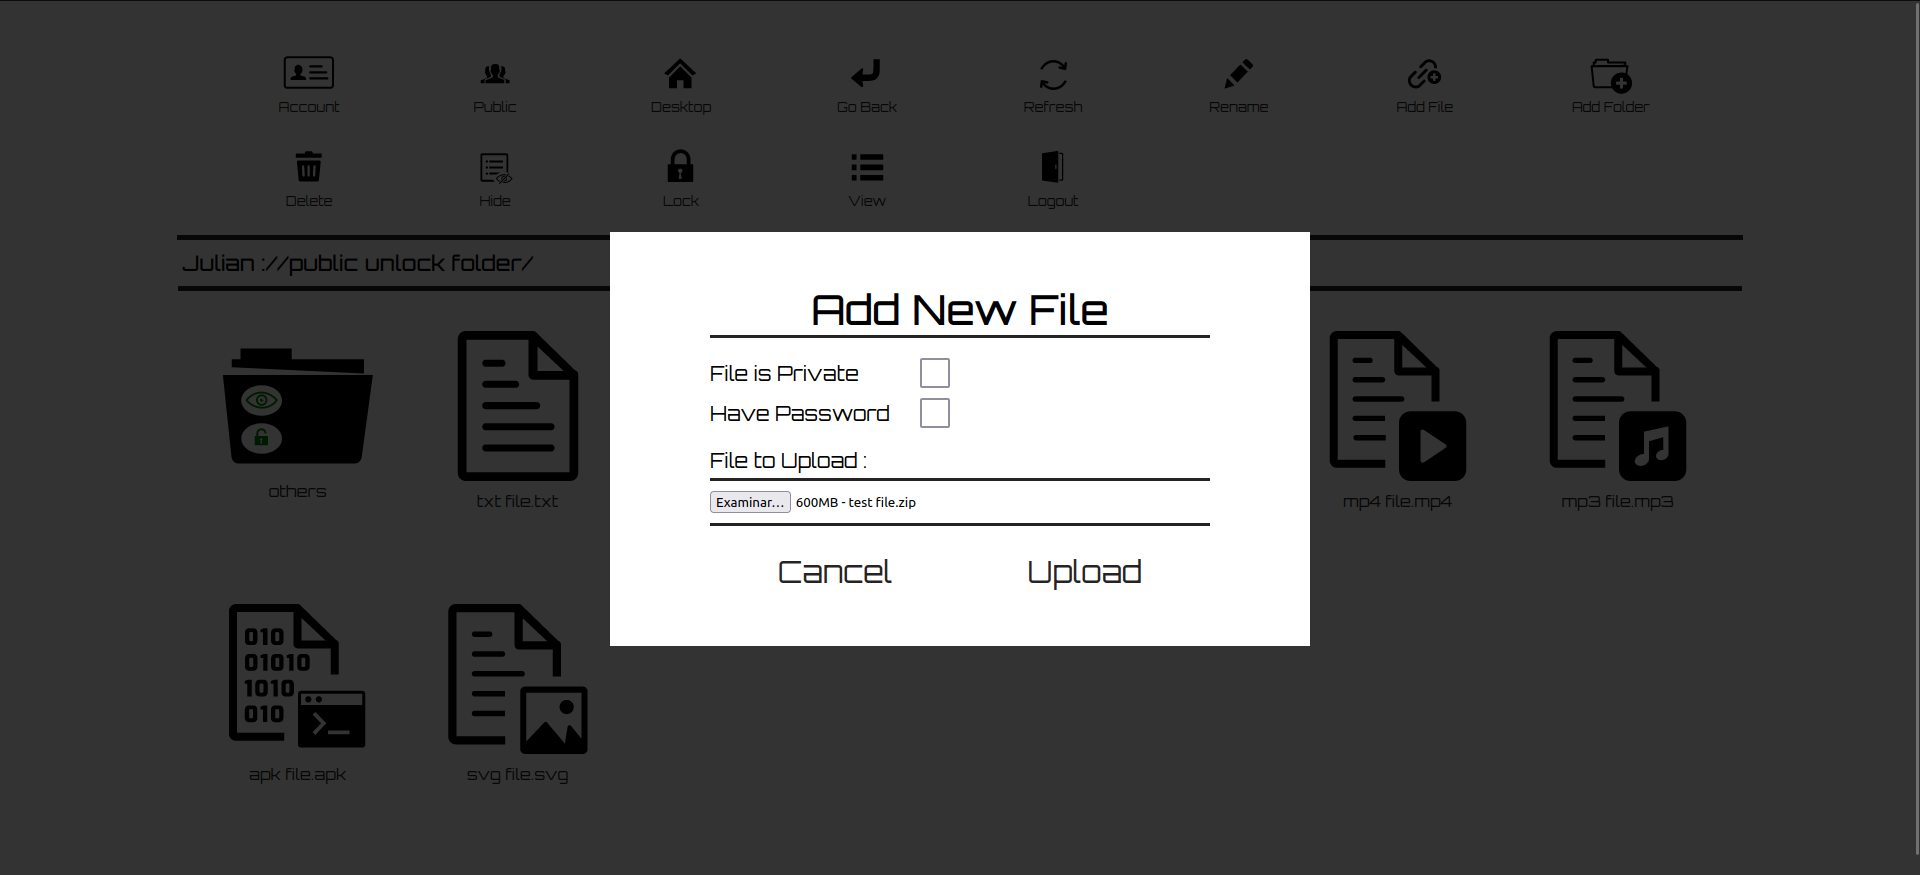 Account
Public
Desktop
Go Back
Refresh
Rename
Add File
Add Folder
Delete
Hide
Lock
View
Logout
Julian ://public unlock folder/
Add New File
File is Private
Have Password
File to Upload :
Examinar... 600MB - test file.zip
Cancel
Upload
others
txt file.txt
mp4 file.mp4
mp3 file.mp3
010
01010
1010
010
apk file.apk
svg file.svg